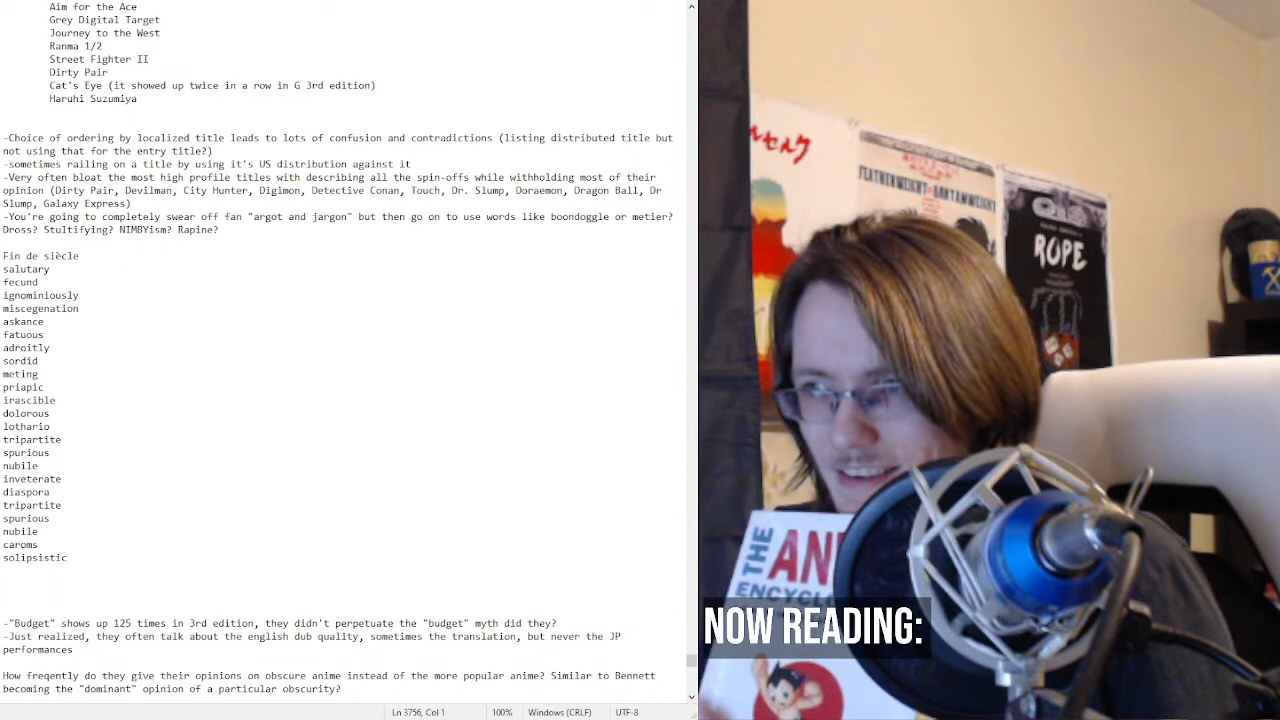 Aim for the Ace
Grey Digital Target
Journey to the West
Ranma 1/2
Street Fighter II
Dirty Pair
Cat's Eye (it showed up twice in a row in G 3rd edition)
Haruhi Suzumiya
-Choice of ordering by localized title leads to lots of confusion and contradictions (listing distributed title but
not using that for the entry title?)
-sometimes railing on a title by using it's US distribution against it
-Very often bloat the most high profile titles with describing all the spin-offs while withholding most of their
opinion (Dirty Pair, Devilman, City Hunter, Digimon, Detective Conan, Touch, Dr. Slump, Doraemon, Dragon Ball, Dr
Slump, Galaxy Express)
-You're going to completely swear off fan "argot and jargon" but then go on to use words like boondoggle or metier?
Dross? Stultifying? NIMBYism? Rapine?
Fin de siècle
salutary
fecund
ignominiously
miscegenation
askance
fatuous
adroitly
sordid
meting
priapic
irascible
dolorous
lothario
tripartite
spurious
nubile
inveterate
diaspora
tripartite
spurious
nubile
caroms
solipsistic
-"Budget" shows up 125 times in 3rd edition, they didn't perpetuate the "budget" myth did they?
-Just realized, they often talk about the english dub quality, sometimes the translation, but never the JP
performances
How freqently do they give their opinions on obscure anime instead of the more popular anime? Similar to Bennett
becoming the "dominant" opinion of a particular obscurity?
Ln 3756, Col 1
100%
Windows (CRLF)
UTF-8
セルク
FEATHERWEIGHT
BANTAMWEIGHT
ROPE
THE
AN
ENCYCLO
NOW READING: